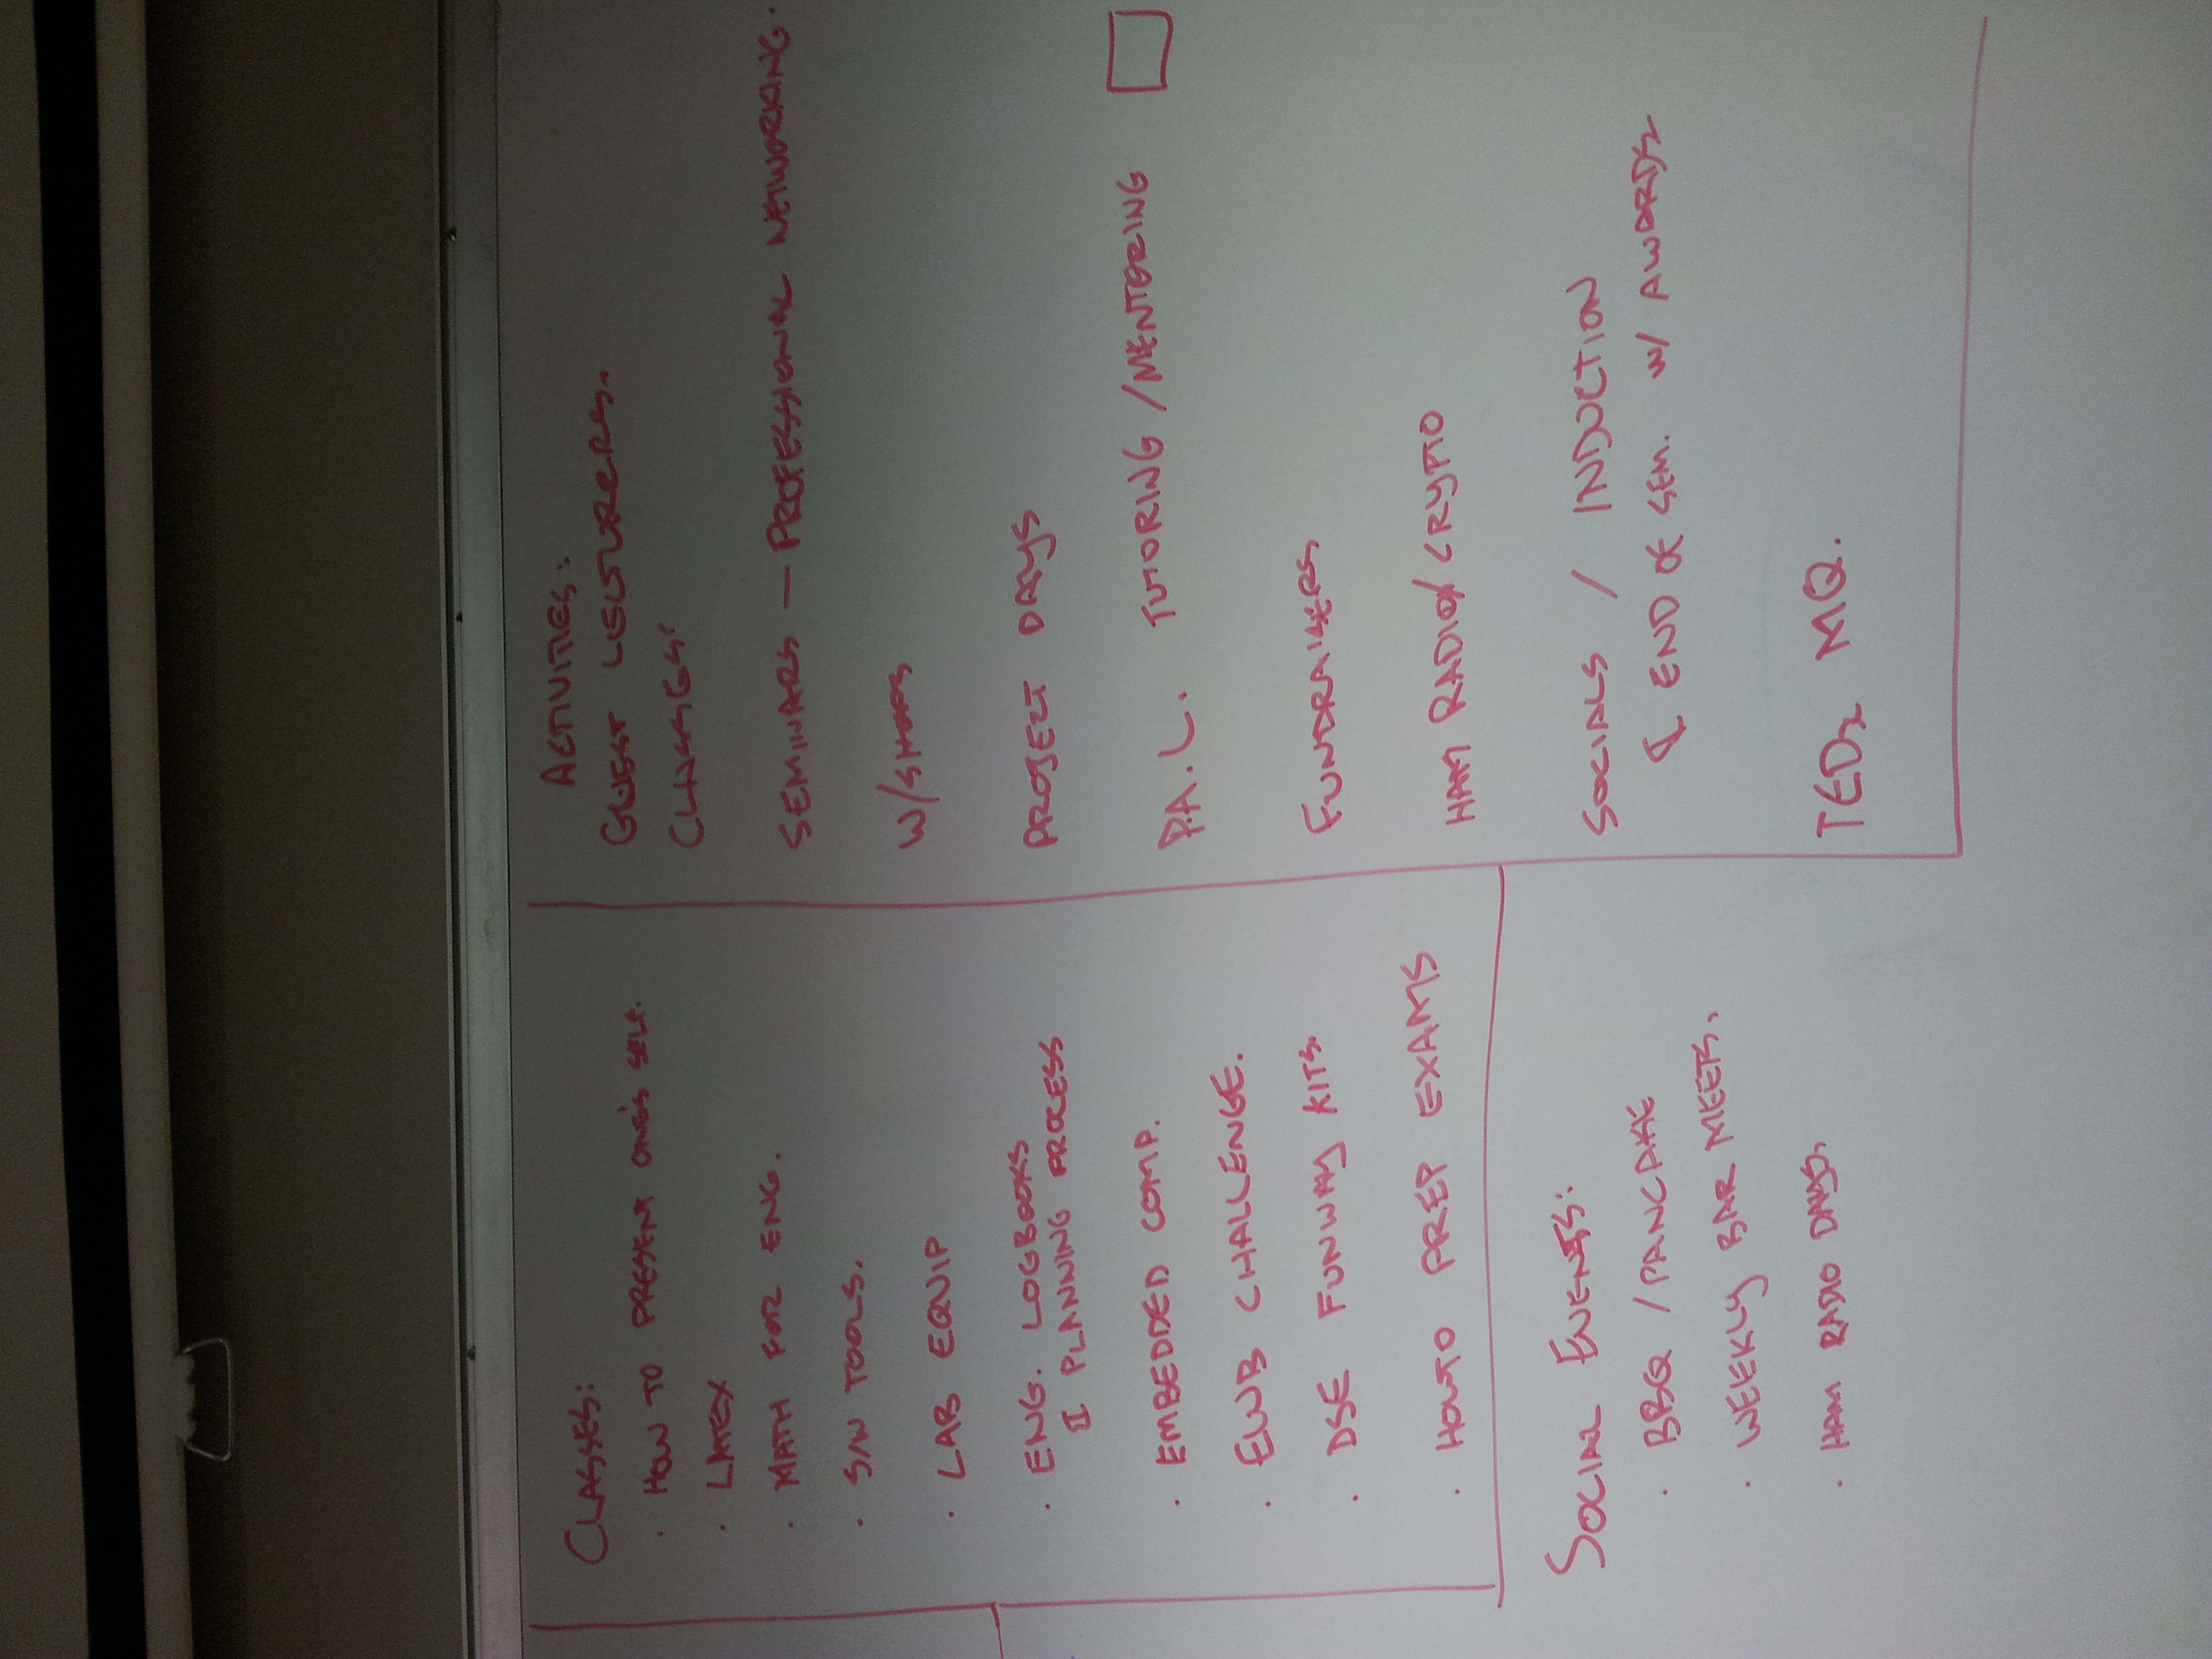 CLASSES:
· HOW TO PRESENT ONE'S SELF.
· LATEX
· MATH FOR ENG.
· S/W TOOLS.
· LAB EQUIP
· ENG. LOGBOOKS
& PLANNING PROCESS
· EMBEDDED COMP.
· EWB CHALLENGE.
· DSE FUNWAY KITS.
· HOWTO PREP EXAMS
SOCIAL EVENTS:
· BBQ / PANCAKE
· WEEKLY BAR MEETS.
· HAM RADIO DAYS.
ACTIVITIES:
GUEST LECTURERS.
CLASSES:
SEMINARS — PROFESSIONAL NETWORKING.
W/SHOPS
PROJECT DAYS
P.A.L. TUTORING / MENTORING
FUNDRAISERS
HAM RADIO/CRYPTO
SOCIALS / INDUCTION
& END OF SEM. W/ AWARDS
TEDx MQ.